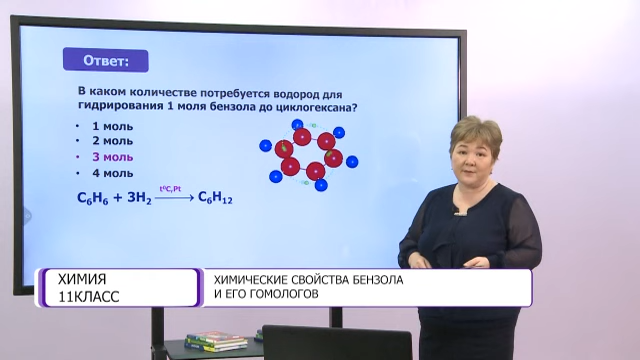 Ответ:
В каком количестве потребуется водород для
гидрирования 1 моля бензола до циклогексана?
• 1 моль
• 2 моль
• 3 моль
• 4 моль
t⁰C,Pt
C₆H₆ + 3H₂ ⟶ C₆H₁₂
ХИМИЯ
11КЛАСС
ХИМИЧЕСКИЕ СВОЙСТВА БЕНЗОЛА
И ЕГО ГОМОЛОГОВ